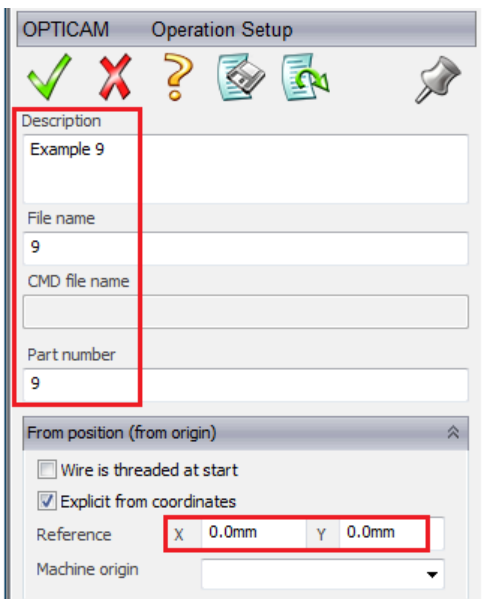 OPTICAM Operation Setup
Description
Example 9
File name
9
CMD file name
Part number
9
From position (from origin)
Wire is threaded at start
Explicit from coordinates
Reference X 0.0mm Y 0.0mm
Machine origin